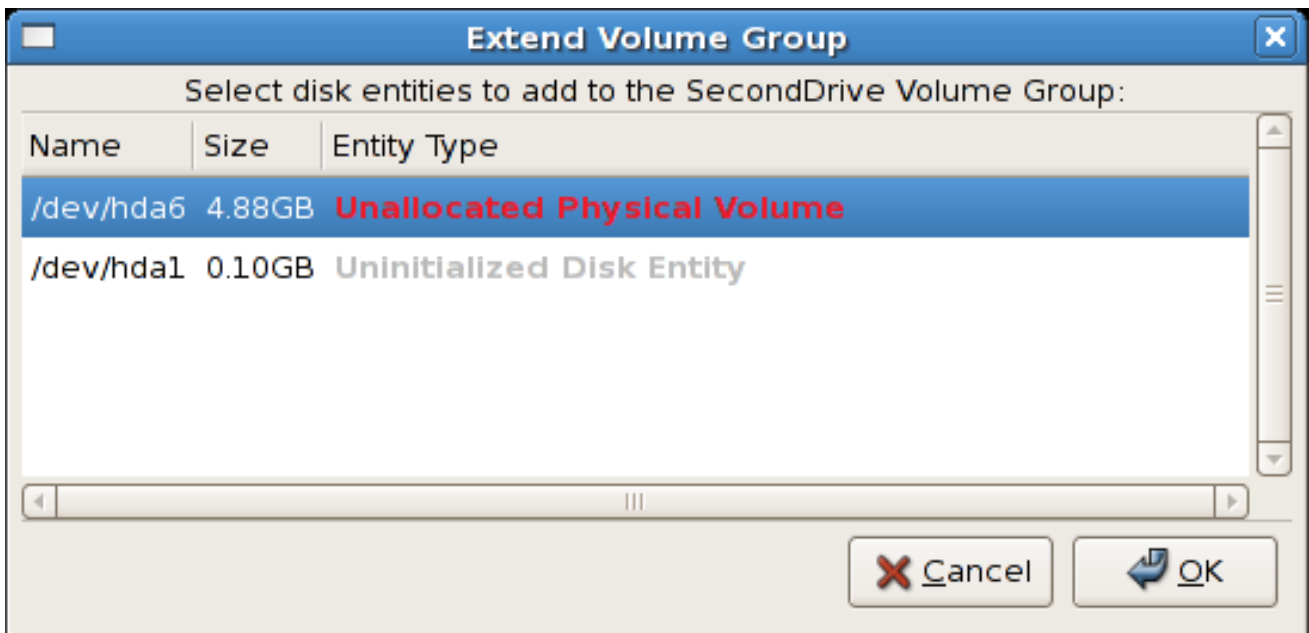 Extend Volume Group
Select disk entities to add to the SecondDrive Volume Group:
Name Size Entity Type
/dev/hda6 4.88GB Unallocated Physical Volume
/dev/hda1 0.10GB Uninitialized Disk Entity
Cancel OK